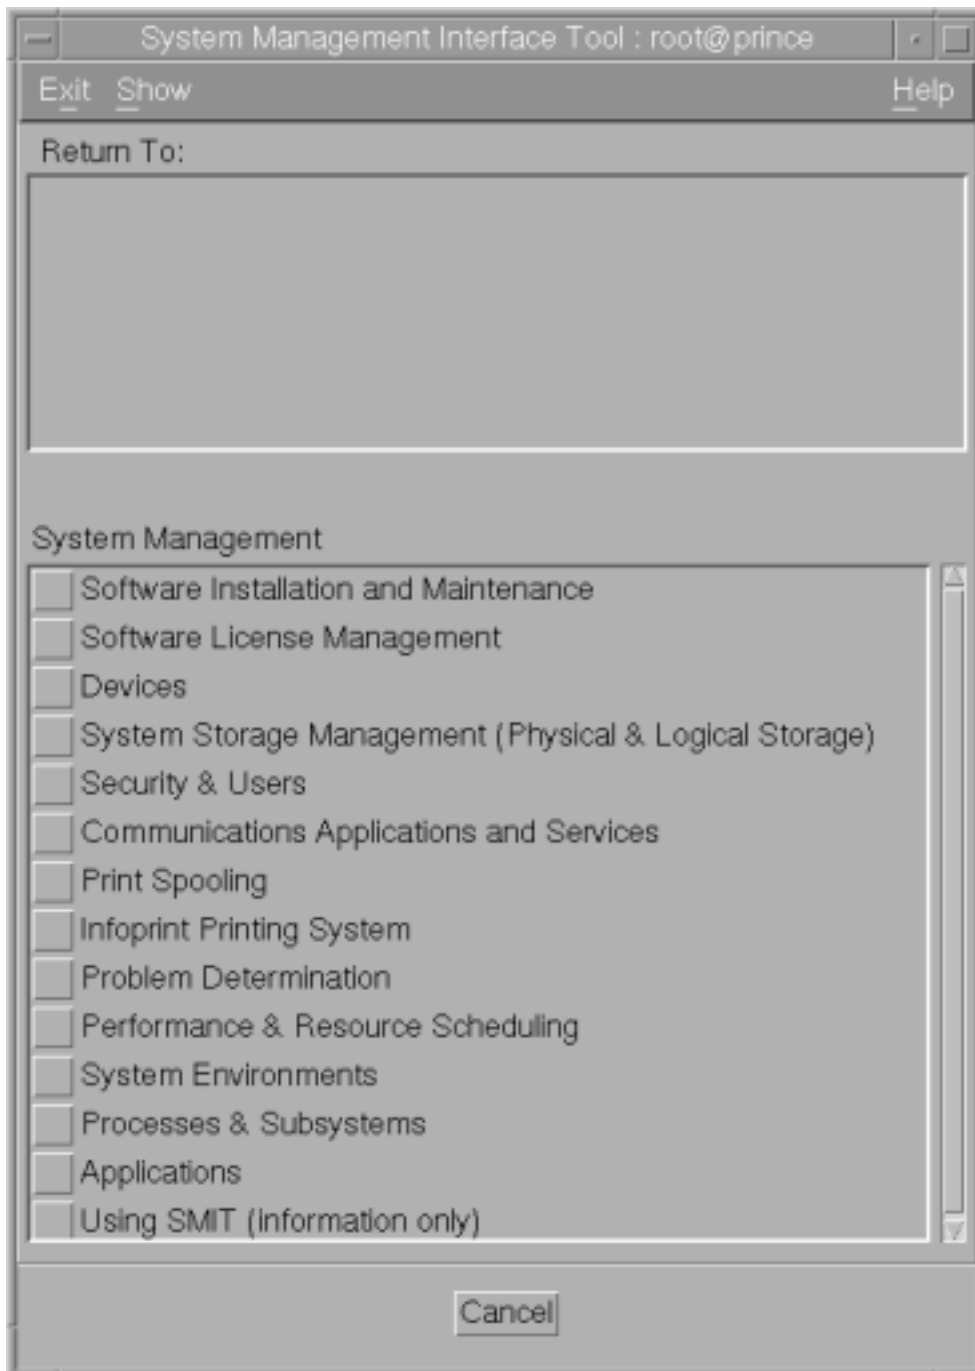 System Management Interface Tool : root@prince
Exit Show Help
Return To:
System Management
Software Installation and Maintenance
Software License Management
Devices
System Storage Management (Physical & Logical Storage)
Security & Users
Communications Applications and Services
Print Spooling
Infoprint Printing System
Problem Determination
Performance & Resource Scheduling
System Environments
Processes & Subsystems
Applications
Using SMIT (information only)
Cancel